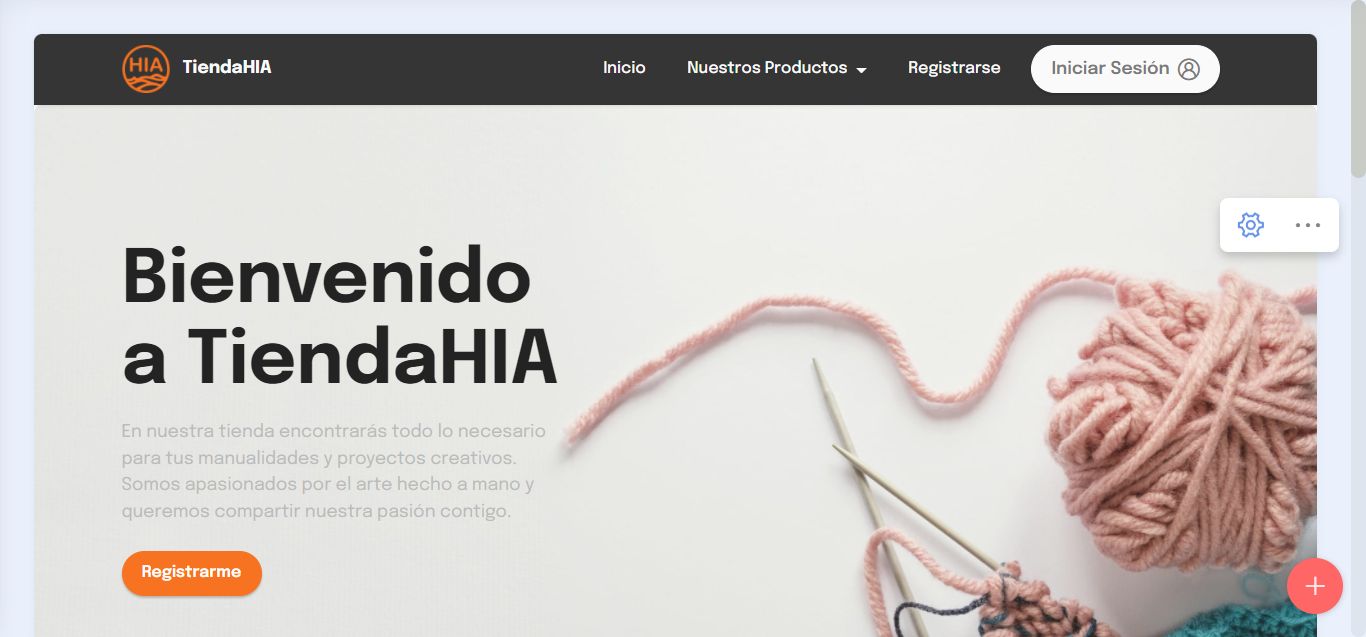 HIA
TiendaHIA
Inicio
Nuestros Productos
Registrarse
Iniciar Sesión
Bienvenido
a TiendaHIA
En nuestra tienda encontrarás todo lo necesario
para tus manualidades y proyectos creativos.
Somos apasionados por el arte hecho a mano y
queremos compartir nuestra pasión contigo.
Registrarme